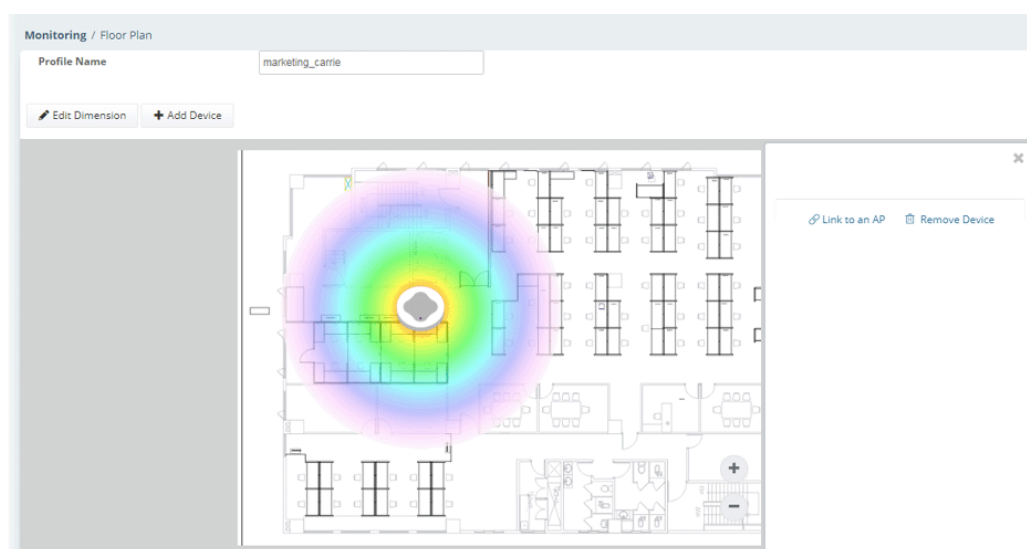 Monitoring / Floor Plan
Profile Name marketing_carrie
Edit Dimension Add Device
Link to an AP Remove Device